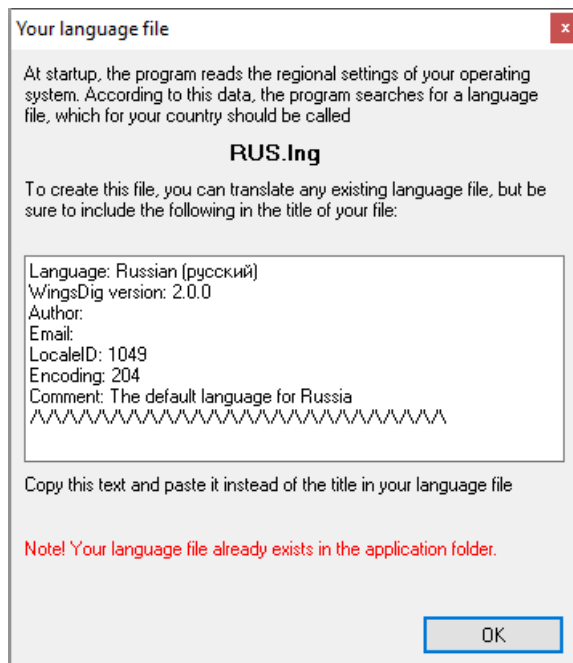 Your language file
x
At startup, the program reads the regional settings of your operating
system. According to this data, the program searches for a language
file, which for your country should be called
RUS.lng
To create this file, you can translate any existing language file, but be
sure to include the following in the title of your file:
Language: Russian (русский)
WingsDig version: 2.0.0
Author:
Email:
LocaleID: 1049
Encoding: 204
Comment: The default language for Russia
/\/\/\/\/\/\/\/\/\/\/\/\/\/\/\/\/\/\/\/\/\/\/\/\/\/\
Copy this text and paste it instead of the title in your language file
Note! Your language file already exists in the application folder.
OK